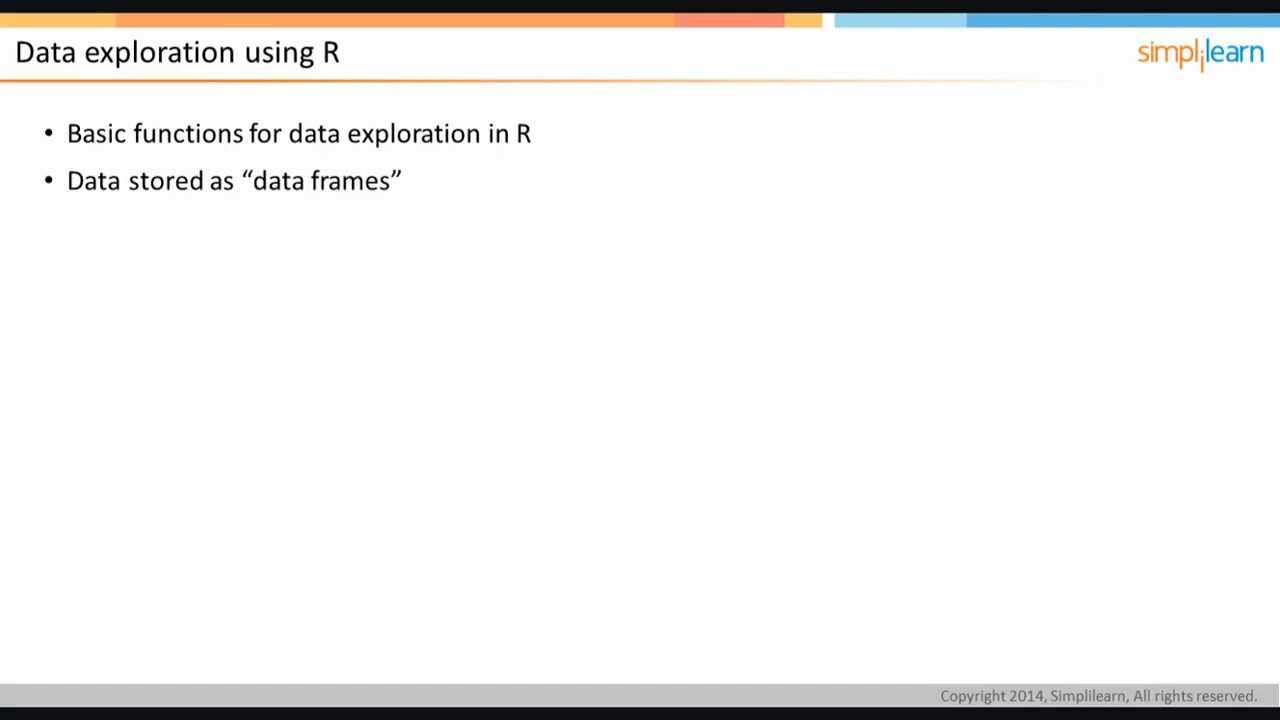 Data exploration using R
simplilearn
• Basic functions for data exploration in R
• Data stored as “data frames”
Copyright 2014, Simplilearn, All rights reserved.